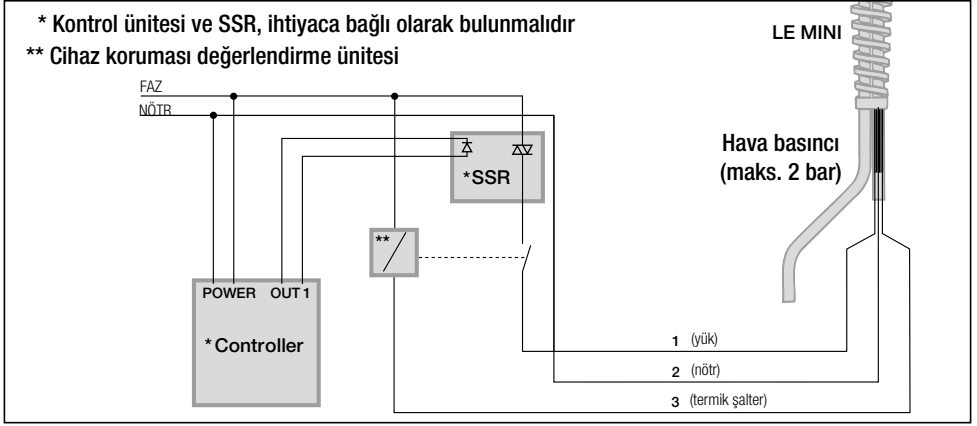 * Kontrol ünitesi ve SSR, ihtiyaca bağlı olarak bulunmalıdır
** Cihaz koruması değerlendirme ünitesi
LE MINI
FAZ
NÖTR
Hava basıncı
(maks. 2 bar)
*SSR
**
POWER OUT 1
*Controller
1 (yük)
2 (nötr)
3 (termik şalter)